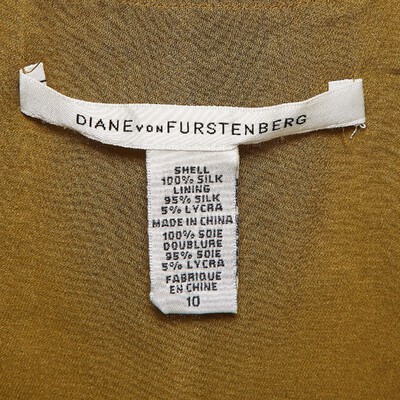 DIANE VON FURSTENBERG
SHELL
100% SILK
LINING
95% SILK
5% LYCRA
MADE IN CHINA
100% SOIE
DOUBLURE
95% SOIE
5% LYCRA
FABRIQUE
EN CHINE
10